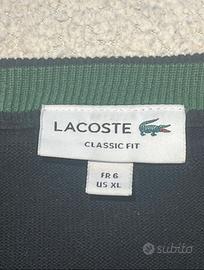 LACOSTE
CLASSIC FIT
FR 6
US XL
subito